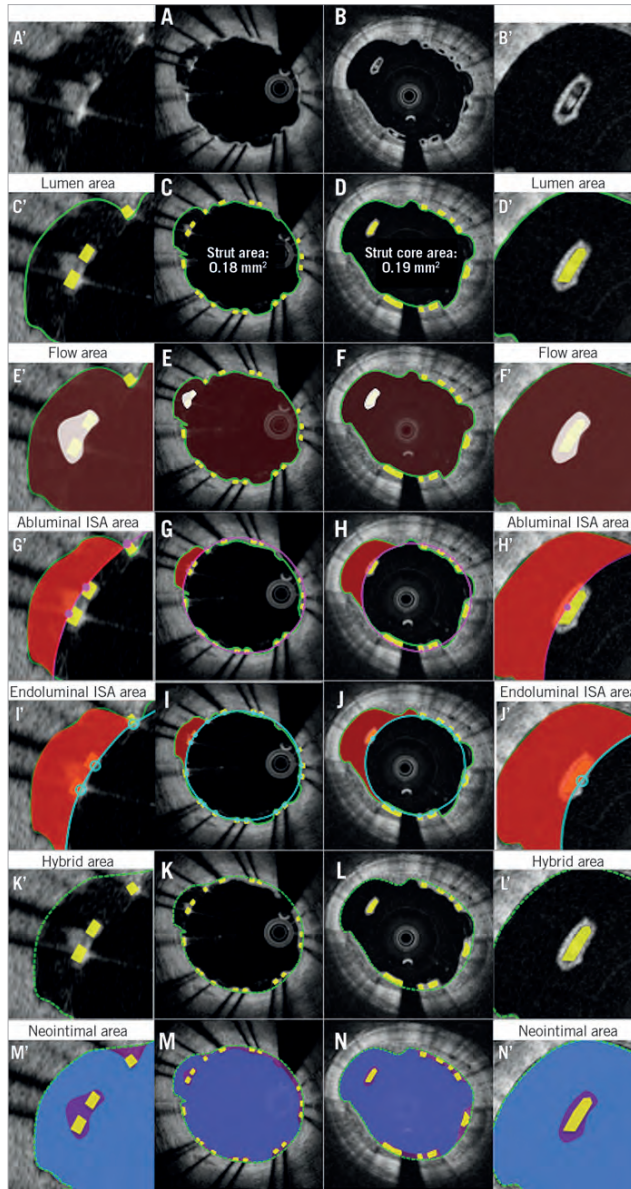 A'
A
B
B'
Lumen area
Lumen area
C'
C
D
D'
Strut area:
0.18 mm²
Strut core area:
0.19 mm²
Flow area
Flow area
E'
E
F
F'
Abluminal ISA area
Abluminal ISA area
G'
G
H
H'
Endoluminal ISA area
Endoluminal ISA area
I'
I
J
J'
Hybrid area
Hybrid area
K'
K
L
L'
Neointimal area
Neointimal area
M'
M
N
N'